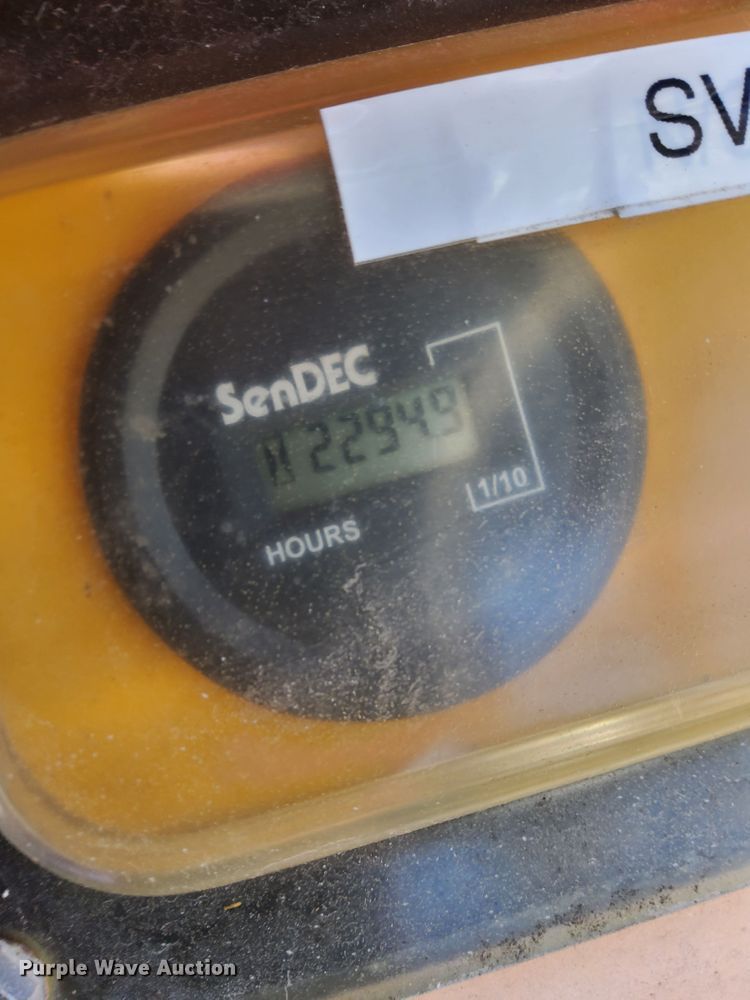 SV
SenDEC
22949
1/10
HOURS
Purple Wave Auction